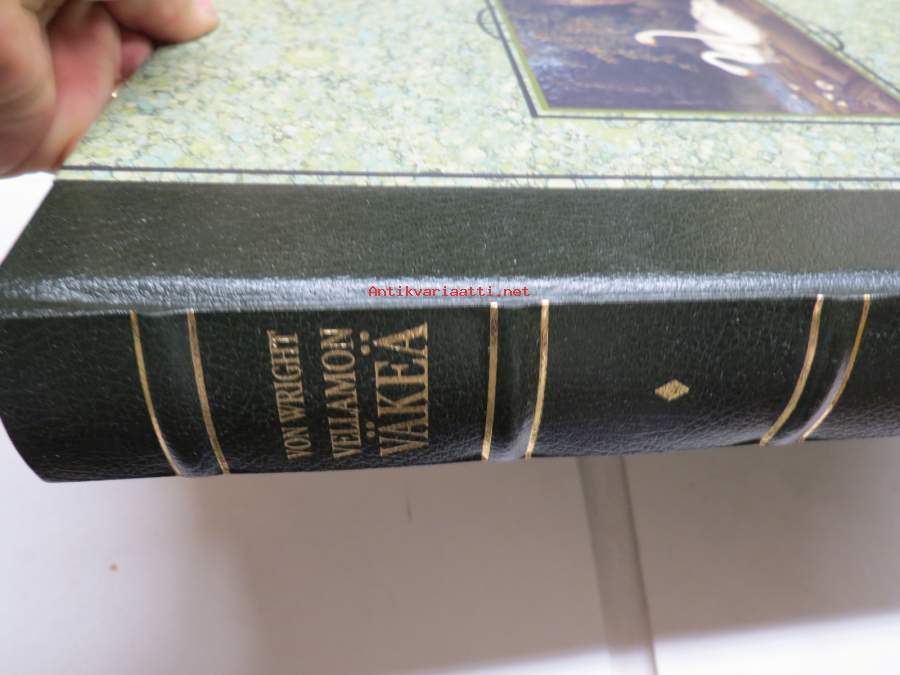 Antikvariaatti.net
VON WRIGHT
VELLAMON
VÄKEÄ